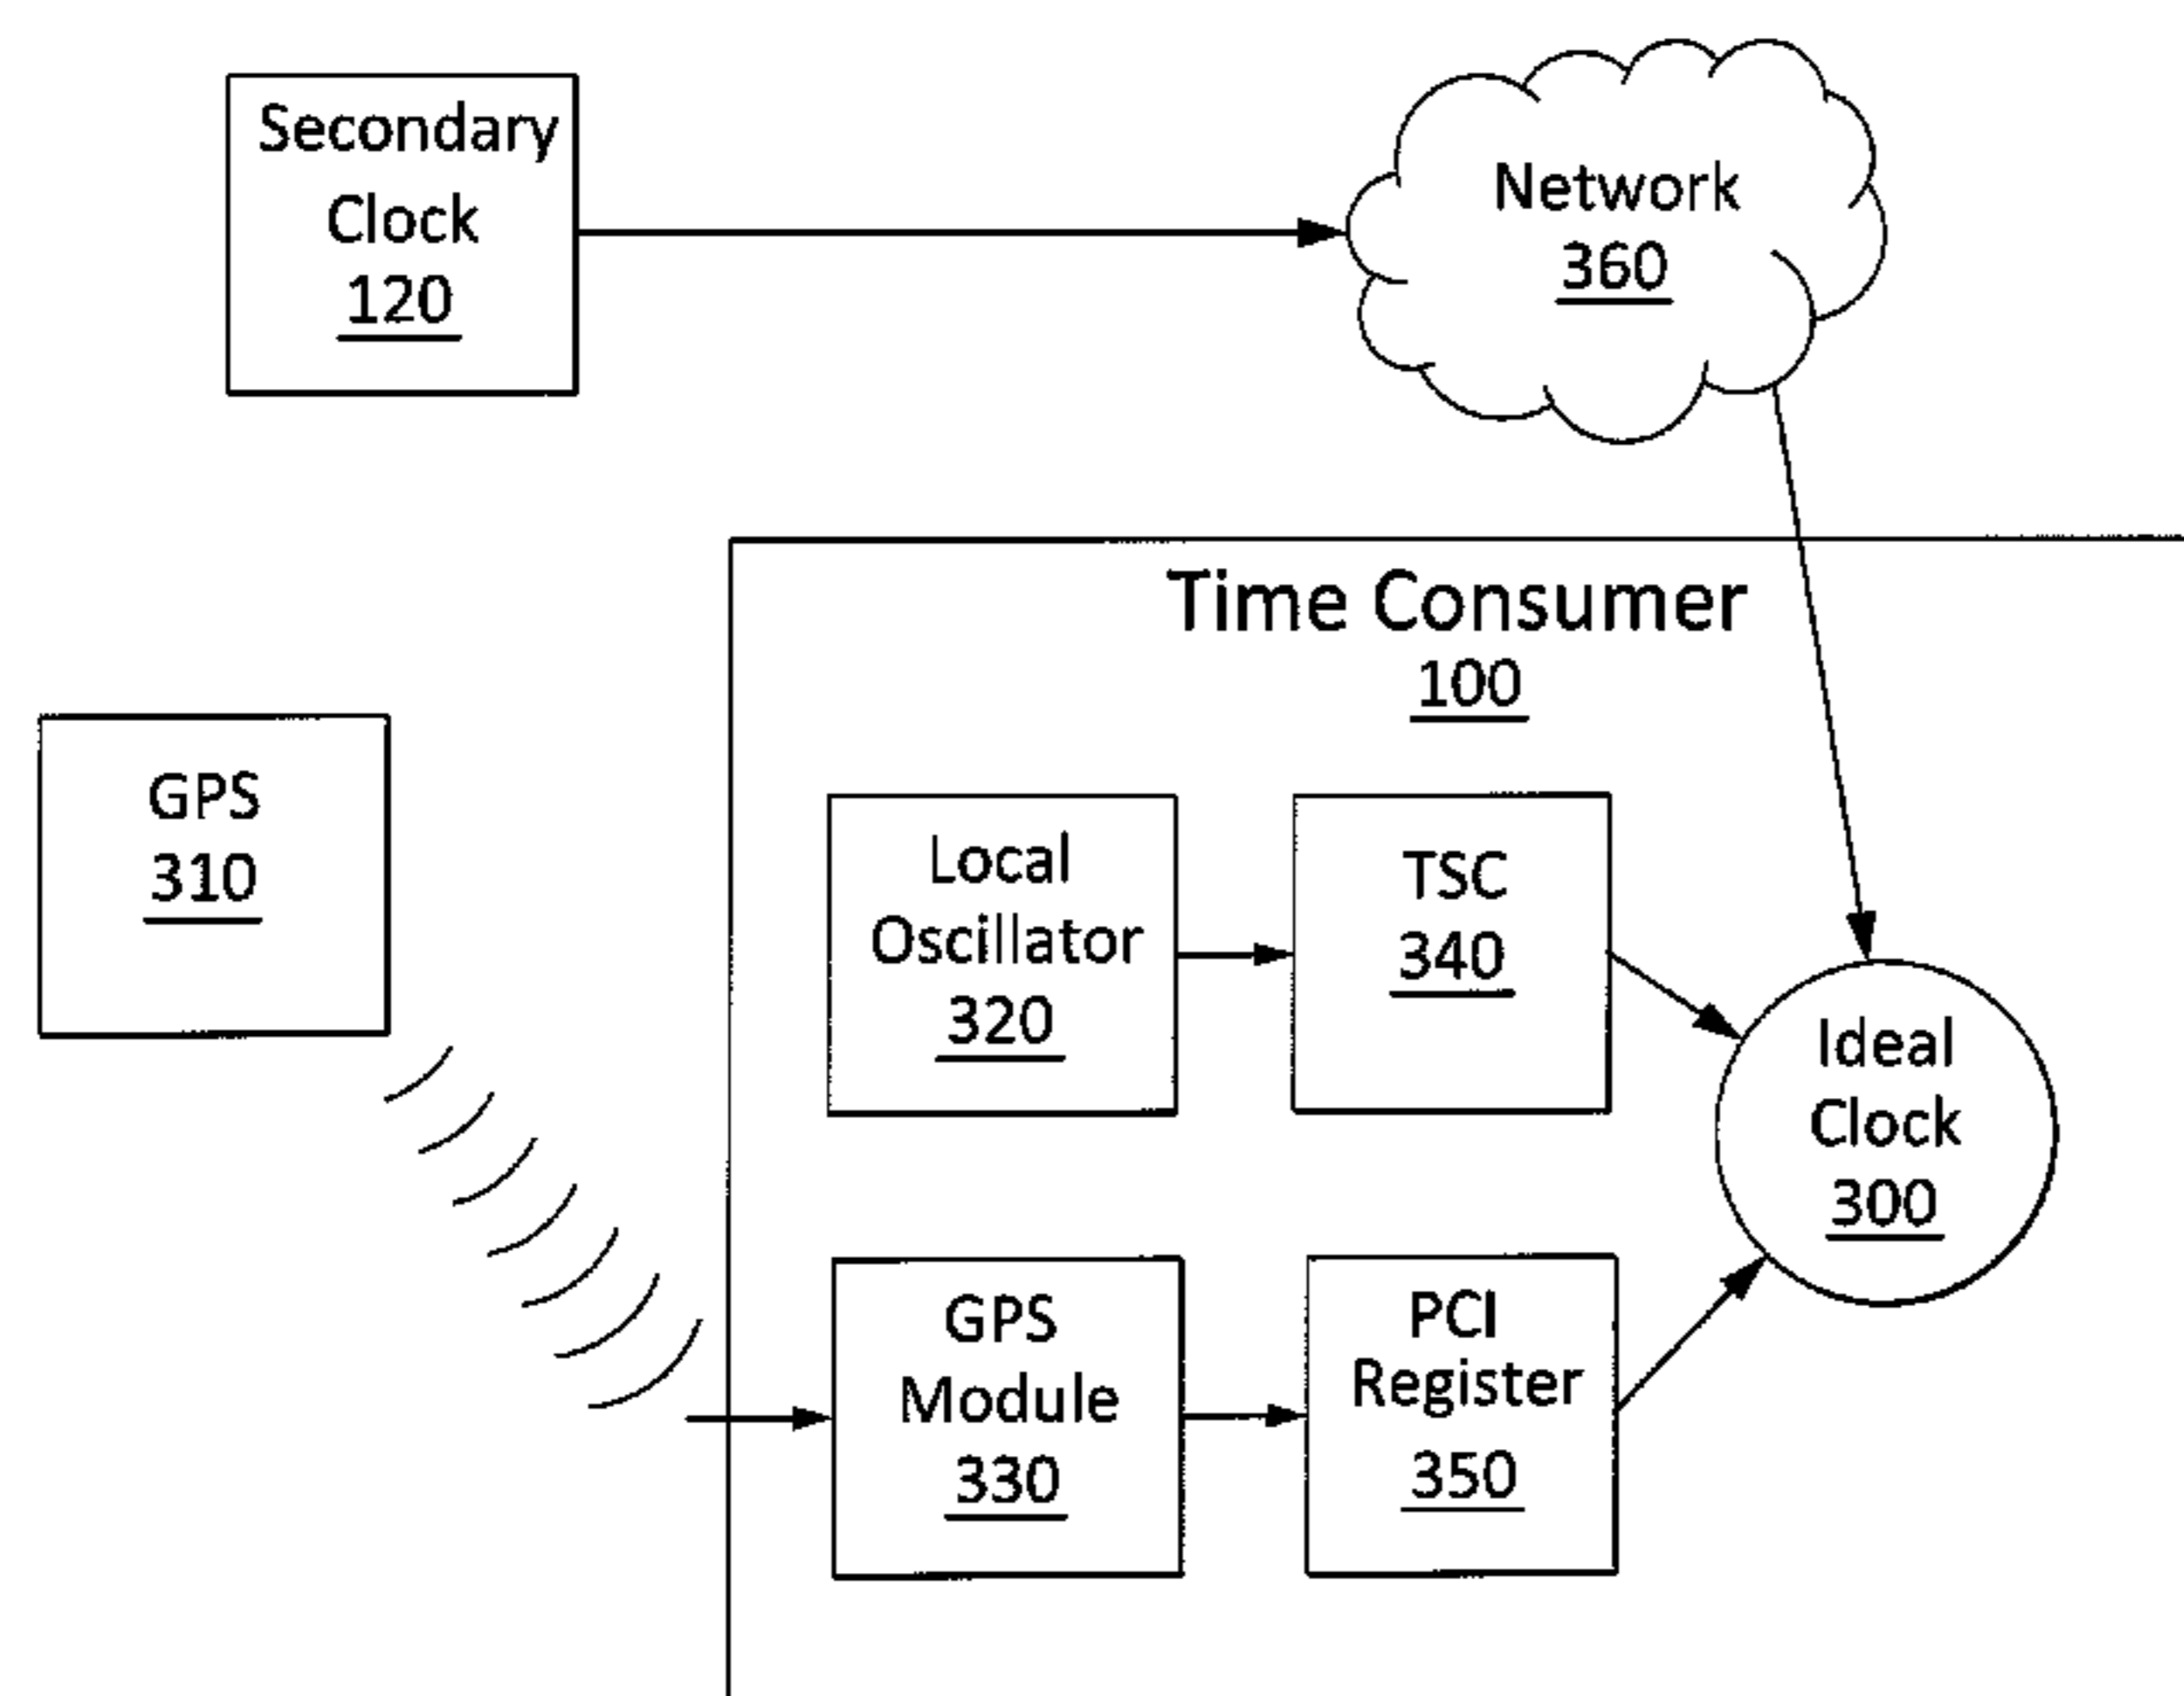 Secondary
Clock
120
Network
360
Time Consumer
100
GPS
310
Local
Oscillator
320
TSC
340
Ideal
Clock
300
GPS
Module
330
PCI
Register
350